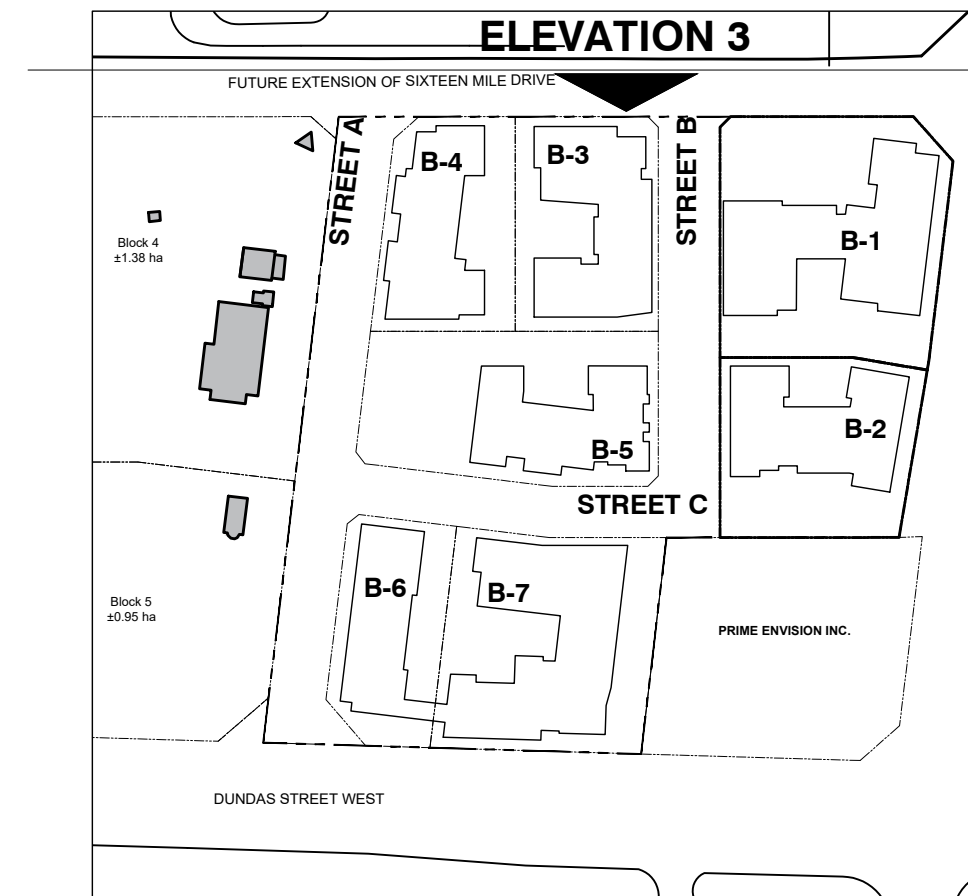 ELEVATION 3
FUTURE EXTENSION OF SIXTEEN MILE DRIVE
STREET A
B-4
B-3
STREET B
B-1
Block 4
±1.38 ha
B-5
B-2
STREET C
B-6
B-7
Block 5
±0.95 ha
PRIME ENVISION INC.
DUNDAS STREET WEST